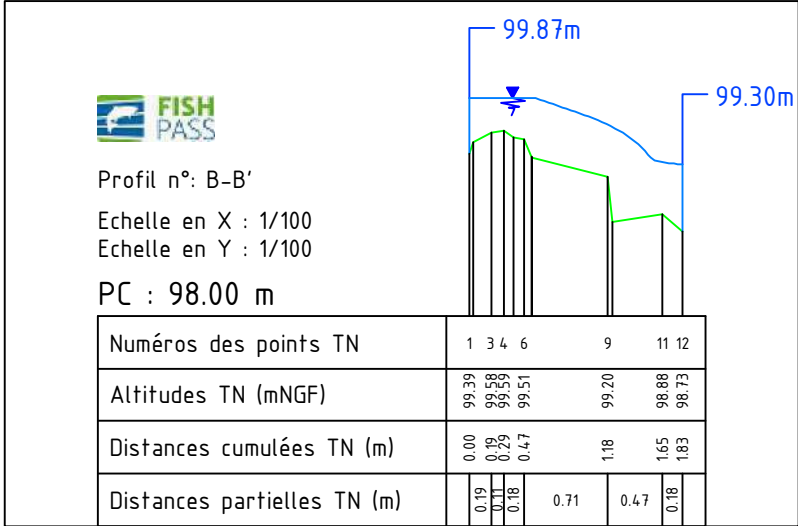 99.87m
99.30m
FISH
PASS
Profil n°: B-B'
Echelle en X : 1/100
Echelle en Y : 1/100
PC : 98.00 m
Numéros des points TN 1 3 4 6 9 11 12
Altitudes TN (mNGF) 99.39 99.58 99.59 99.51 99.20 98.88 98.73
Distances cumulées TN (m) 0.00 0.19 0.29 0.47 1.18 1.65 1.83
Distances partielles TN (m) 0.19 0.11 0.18 0.71 0.47 0.18